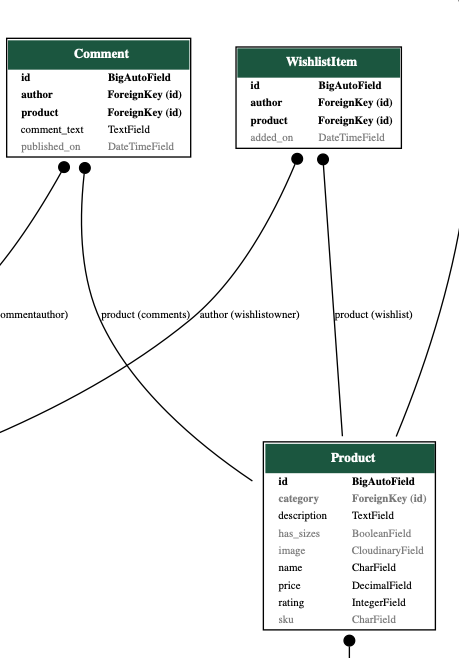 Comment
id BigAutoField
author ForeignKey (id)
product ForeignKey (id)
comment_text TextField
published_on DateTimeField
WishlistItem
id BigAutoField
author ForeignKey (id)
product ForeignKey (id)
added_on DateTimeField
ommentauthor) product (comments) author (wishlistowner) product (wishlist)
Product
id BigAutoField
category ForeignKey (id)
description TextField
has_sizes BooleanField
image CloudinaryField
name CharField
price DecimalField
rating IntegerField
sku CharField